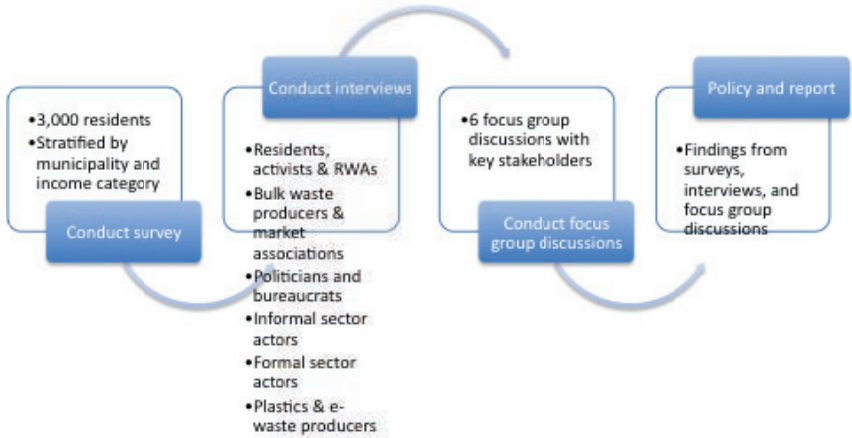 •3,000 residents
•Stratified by
municipality and
income category
Conduct survey
Conduct interviews
•Residents,
activists & RWAs
•Bulk waste
producers &
market
associations
•Politicians and
bureaucrats
•Informal sector
actors
•Formal sector
actors
•Plastics & e-
waste producers
•6 focus group
discussions with
key stakeholders
Conduct focus
group discussions
Policy and report
•Findings from
surveys,
interviews, and
focus group
discussions